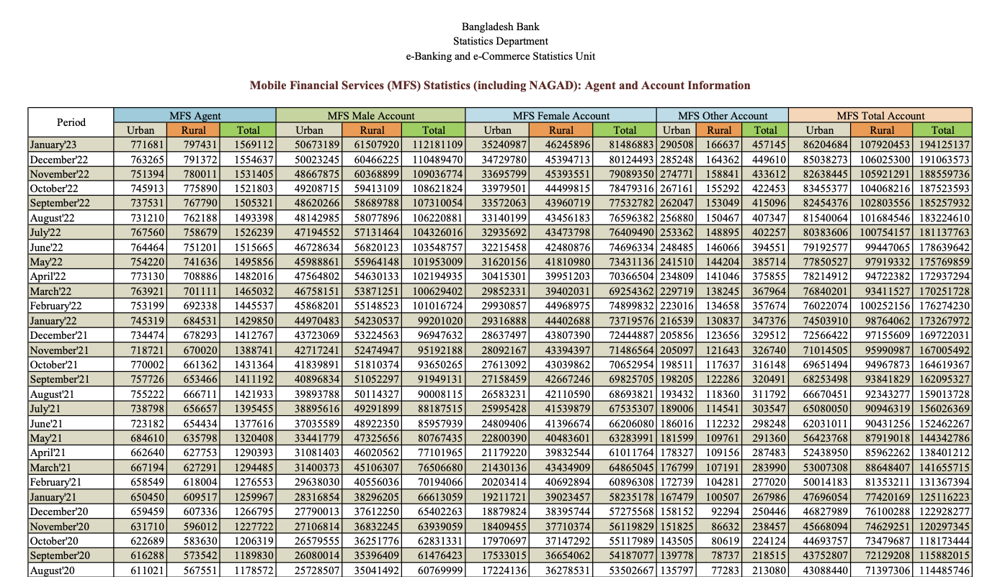 Bangladesh Bank
Statistics Department
e-Banking and e-Commerce Statistics Unit
Mobile Financial Services (MFS) Statistics (including NAGAD): Agent and Account Information
Period MFS Agent MFS Male Account MFS Female Account MFS Other Account MFS Total Account
Urban Rural Total Urban Rural Total Urban Rural Total Urban Rural Total Urban Rural Total
January'23 771681 797431 1569112 50673189 61507920 112181109 35240987 46245896 81486883 290508 166637 457145 86204684 107920453 194125137
December'22 763265 791372 1554637 50023245 60466225 110489470 34729780 45394713 80124493 285248 164362 449610 85038273 106025300 191063573
November'22 751394 780011 1531405 48667875 60368899 109036774 33695799 45393551 79089350 274771 158841 433612 82638445 105921291 188559736
October'22 745913 775890 1521803 49208715 59413109 108621824 33979501 44499815 78479316 267161 155292 422453 83455377 104068216 187523593
September'22 737531 767790 1505321 48620266 58689788 107310054 33572063 43960719 77532782 262047 153049 415096 82454376 102803556 185257932
August'22 731210 762188 1493398 48142985 58077896 106220881 33140199 43456183 76596382 256880 150467 407347 81540064 101684546 183224610
July'22 767560 758679 1526239 47194552 57131464 104326016 32935692 43473798 76409490 253362 148895 402257 80383606 100754157 181137763
June'22 764464 751201 1515665 46728634 56820123 103548757 32215458 42480876 74696334 248485 146066 394551 79192577 99447065 178639642
May'22 754220 741636 1495856 45988861 55964148 101953009 31620156 41810980 73431136 241510 144204 385714 77850527 97919332 175769859
April'22 773130 708886 1482016 47564802 54630133 102194935 30415301 39951203 70366504 234809 141046 375855 78214912 94722382 172937294
March'22 763921 701111 1465032 46758151 53871251 100629402 29852331 39402031 69254362 229719 138245 367964 76840201 93411527 170251728
February'22 753199 692338 1445537 45868201 55148523 101016724 29930857 44968975 74899832 223016 134658 357674 76022074 100252156 176274230
January'22 745319 684531 1429850 44970483 54230537 99201020 29316888 44402688 73719576 216539 130837 347376 74503910 98764062 173267972
December'21 734474 678293 1412767 43723069 53224563 96947632 28637497 43807390 72444887 205856 123656 329512 72566422 97155609 169722031
November'21 718721 670020 1388741 42717241 52474947 95192188 28092167 43394397 71486564 205097 121643 326740 71014505 95990987 167005492
October'21 770002 661362 1431364 41839891 51810374 93650265 27613092 43039862 70652954 198511 117637 316148 69651494 94967873 164619367
September'21 757726 653466 1411192 40896834 51052297 91949131 27158459 42667246 69825705 198205 122286 320491 68253498 93841829 162095327
August'21 755222 666711 1421933 39893788 50114327 90008115 26583231 42110590 68693821 193432 118360 311792 66670451 92343277 159013728
July'21 738798 656657 1395455 38895616 49291899 88187515 25995428 41539879 67535307 189006 114541 303547 65080050 90946319 156026369
June'21 723182 654434 1377616 37035589 48922350 85957939 24809406 41396674 66206080 186016 112232 298248 62031011 90431256 152462267
May'21 684610 635798 1320408 33441779 47325656 80767435 22800390 40483601 63283991 181599 109761 291360 56423768 87919018 144342786
April'21 662640 627753 1290393 31081403 46020562 77101965 21179220 39832544 61011764 178327 109156 287483 52438950 85962262 138401212
March'21 667194 627291 1294485 31400373 45106307 76506680 21430136 43434909 64865045 176799 107191 283990 53007308 88648407 141655715
February'21 658549 618004 1276553 29638030 40556036 70194066 20203414 40692894 60896308 172739 104281 277020 50014183 81353211 131367394
January'21 650450 609517 1259967 28316854 38296205 66613059 19211721 39023457 58235178 167479 100507 267986 47696054 77420169 125116223
December'20 659459 607336 1266795 27790013 37612250 65402263 18879824 38395744 57275568 158152 92294 250446 46827989 76100288 122928277
November'20 631710 596012 1227722 27106814 36832245 63939059 18409455 37710374 56119829 151825 86632 238457 45668094 74629251 120297345
October'20 622689 583630 1206319 26579555 36251776 62831331 17970697 37147292 55117989 143505 80619 224124 44693757 73479687 118173444
September'20 616288 573542 1189830 26080014 35396409 61476423 17533015 36654062 54187077 139778 78737 218515 43752807 72129208 115882015
August'20 611021 567551 1178572 25728507 35041492 60769999 17224136 36278531 53502667 135797 77283 213080 43088440 71397306 114485746